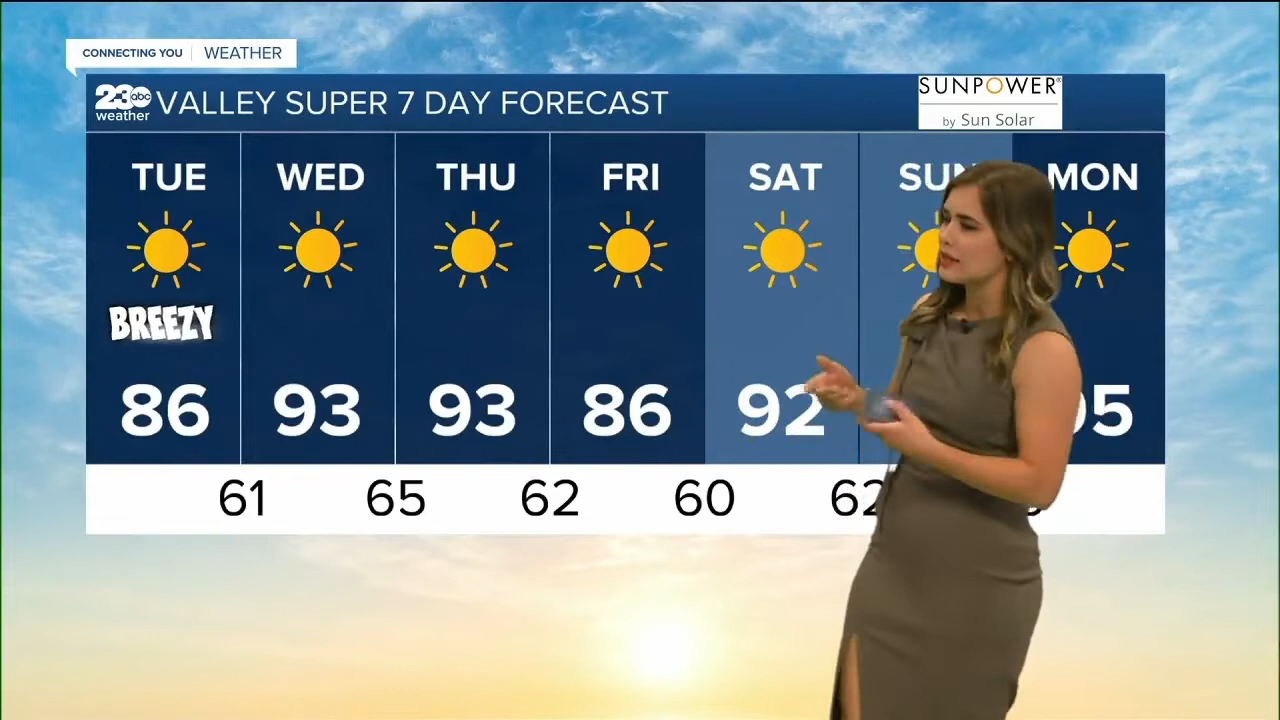 CONNECTING YOU WEATHER
23 abc
weather
VALLEY SUPER 7 DAY FORECAST
SUNPOWER®
by Sun Solar
TUE WED THU FRI SAT SUN MON
BREEZY
86 93 93 86 92
61 65 62 60 62